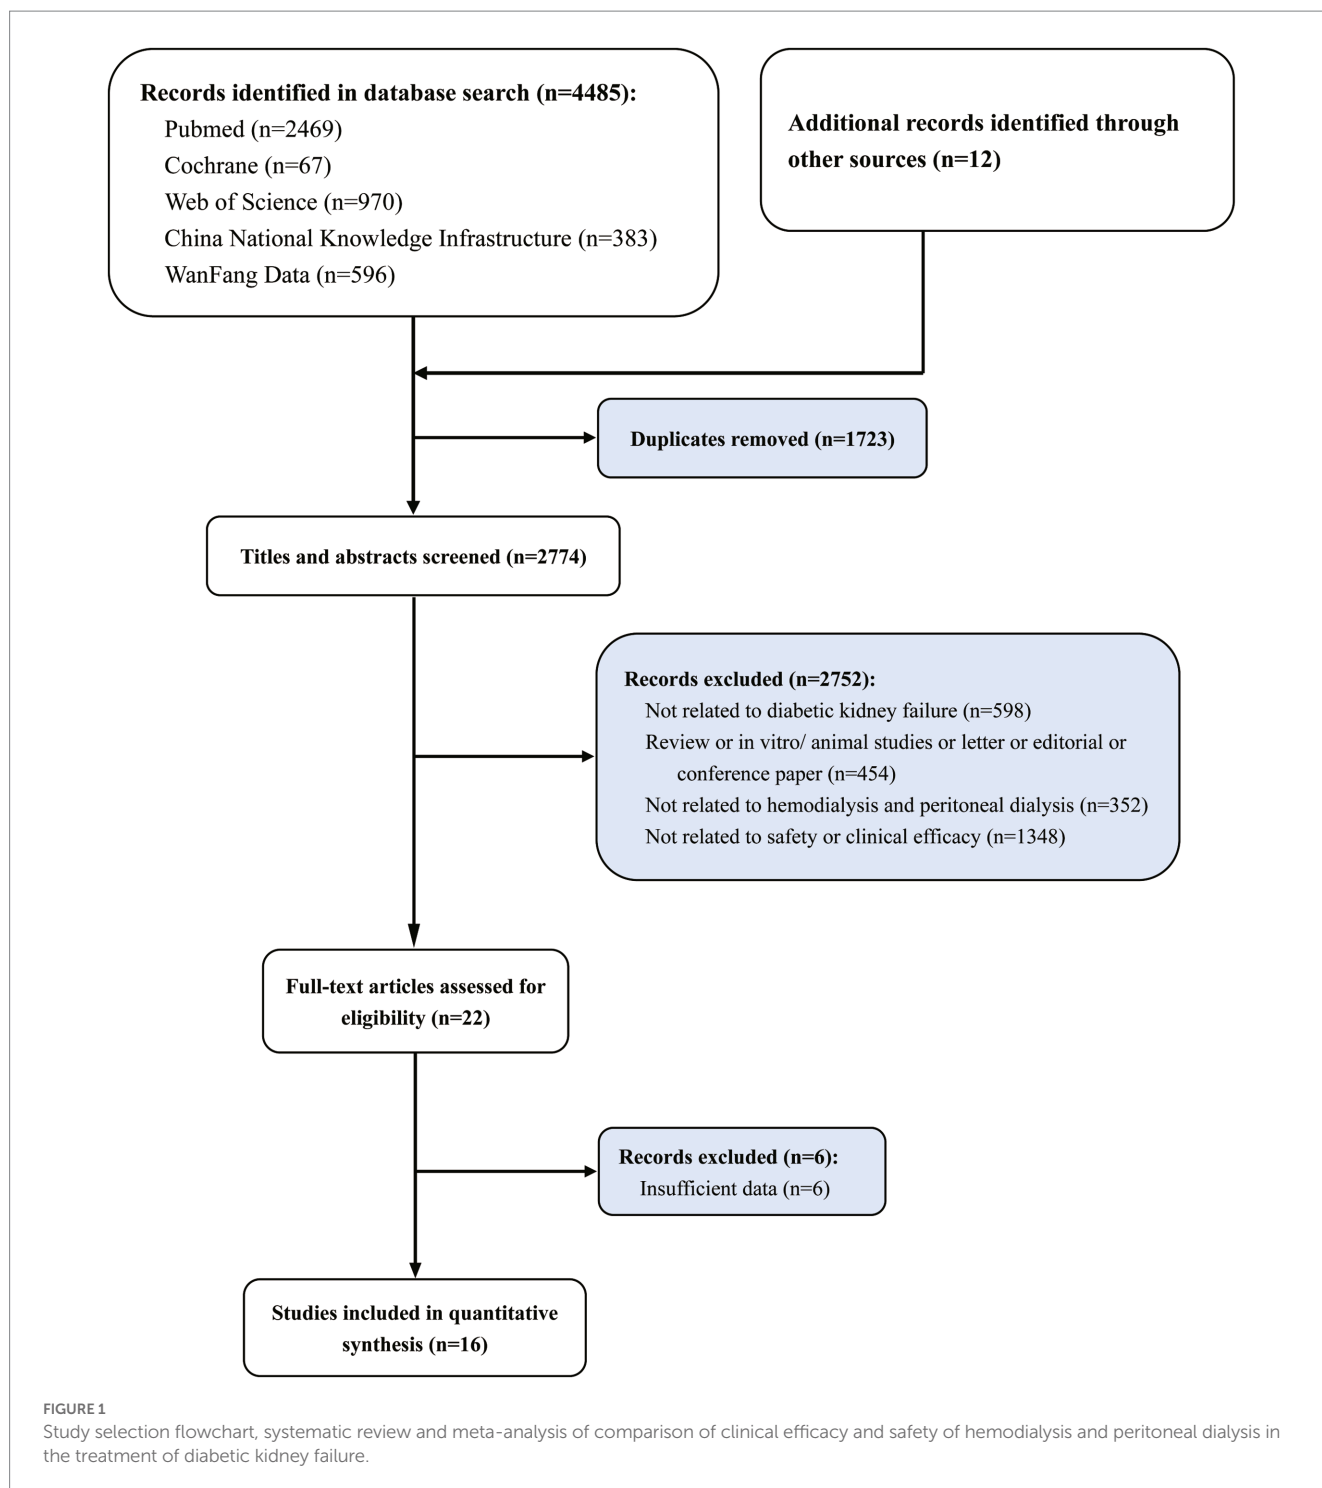 Records identified in database search (n=4485):
Pubmed (n=2469)
Cochrane (n=67)
Web of Science (n=970)
China National Knowledge Infrastructure (n=383)
WanFang Data (n=596)
Additional records identified through
other sources (n=12)
Duplicates removed (n=1723)
Titles and abstracts screened (n=2774)
Records excluded (n=2752):
Not related to diabetic kidney failure (n=598)
Review or in vitro/ animal studies or letter or editorial or
conference paper (n=454)
Not related to hemodialysis and peritoneal dialysis (n=352)
Not related to safety or clinical efficacy (n=1348)
Full-text articles assessed for
eligibility (n=22)
Records excluded (n=6):
Insufficient data (n=6)
Studies included in quantitative
synthesis (n=16)
FIGURE 1
Study selection flowchart, systematic review and meta-analysis of comparison of clinical efficacy and safety of hemodialysis and peritoneal dialysis in
the treatment of diabetic kidney failure.